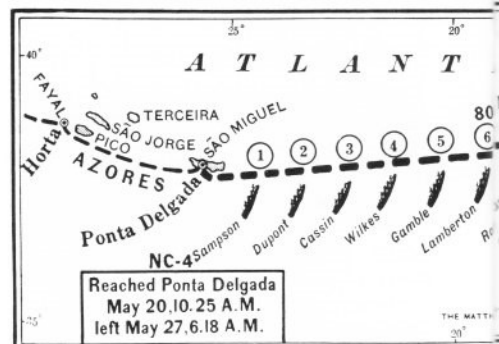 25°
20°
40°
A T L A N T
FAYAL
TERCEIRA
SÃO JORGE
PICO
SÃO MIGUEL
80
Horta
AZORES
Ponta Delgada
1 2 3 4 5 6
Sampson
Dupont
Cassin
Wilkes
Gamble
Lamberton
NC-4
Reached Ponta Delgada
May 20,10.25 A.M.
left May 27,6.18 A.M.
THE MATTH